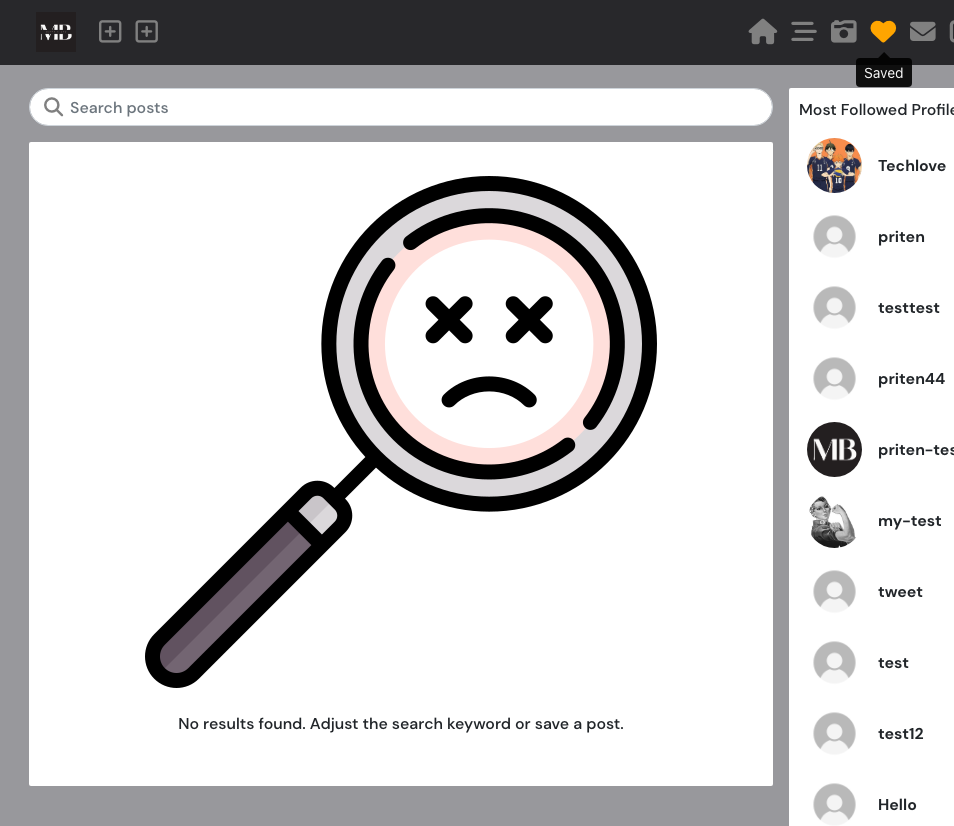 MB
Saved
Search posts
Most Followed Profile
Techlove
priten
testtest
priten44
MB
priten-tes
my-test
tweet
test
test12
Hello
No results found. Adjust the search keyword or save a post.